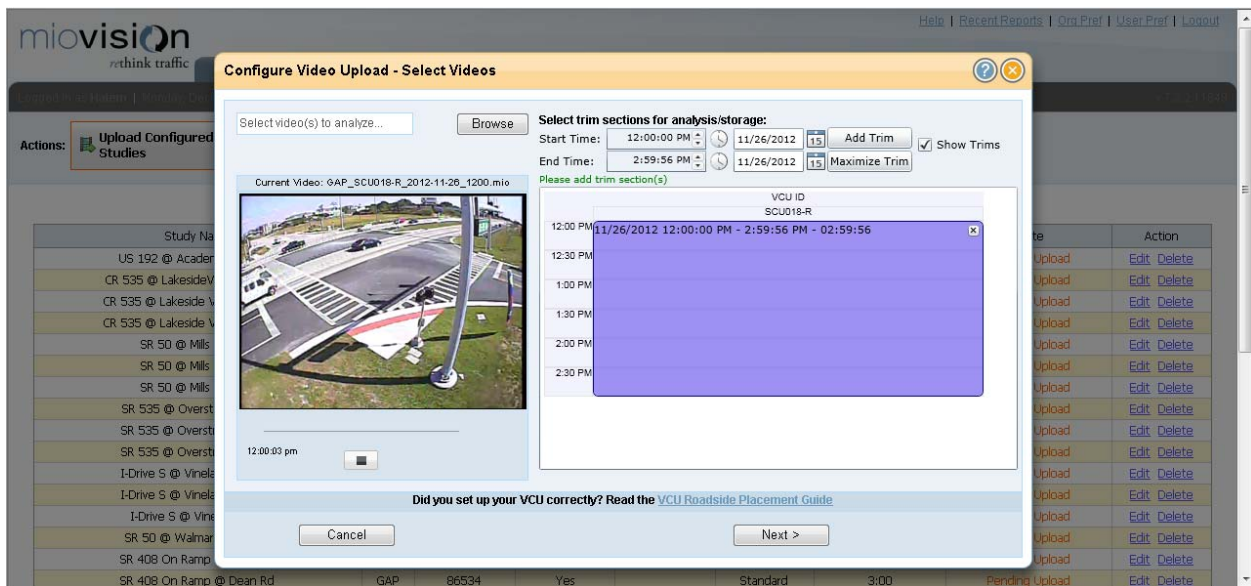 Help | Recent Reports | Org Pref | User Pref | Logout
miovision
rethink traffic
Configure Video Upload - Select Videos
Actions:
Upload Configured
Studies
Select video(s) to analyze...
Browse
Select trim sections for analysis/storage:
Start Time: 12:00:00 PM 11/26/2012 15 Add Trim
Show Trims
End Time: 2:59:56 PM 11/26/2012 15 Maximize Trim
Please add trim section(s)
Current Video: GAP_SCU018-R_2012-11-26_1200.mio
VCU ID
SCU018-R
12:00 PM 11/26/2012 12:00:00 PM - 2:59:56 PM - 02:59:56
12:30 PM
1:00 PM
1:30 PM
2:00 PM
2:30 PM
12:00:03 pm
Did you set up your VCU correctly? Read the VCU Roadside Placement Guide
Cancel
Next >
Study Na te Action
US 192 @ Acader Upload Edit Delete
CR 535 @ LakesideV Upload Edit Delete
CR 535 @ Lakeside V Upload Edit Delete
CR 535 @ Lakeside V Upload Edit Delete
SR 50 @ Mills Upload Edit Delete
SR 50 @ Mills Upload Edit Delete
SR 50 @ Mills Upload Edit Delete
SR 535 @ Overst Upload Edit Delete
SR 535 @ Overst Upload Edit Delete
SR 535 @ Overst Upload Edit Delete
I-Drive S @ Vinela Upload Edit Delete
I-Drive S @ Vinela Upload Edit Delete
I-Drive S @ Vine Upload Edit Delete
SR 50 @ Walmar Upload Edit Delete
SR 408 On Ramp Upload Edit Delete
SR 408 On Ramp @ Dean Rd GAP 86534 Yes Standard 3:00 Pending Upload Edit Delete